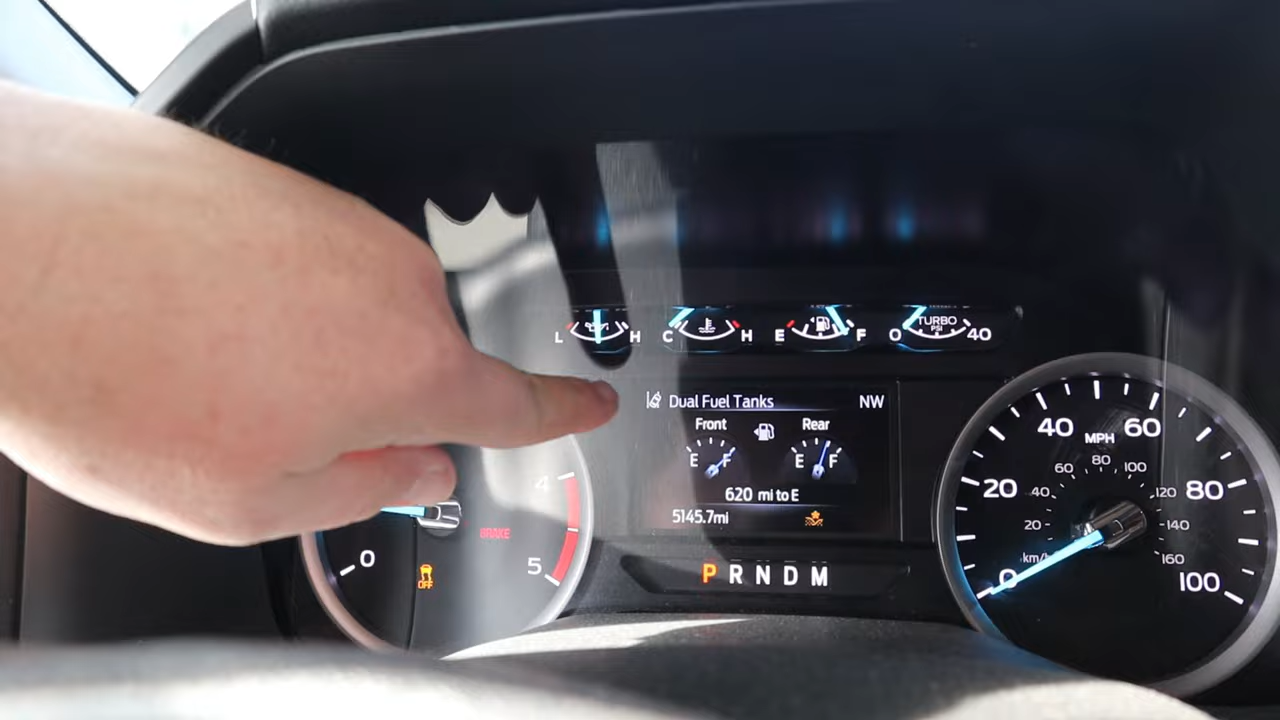 L H C H E F 0 TURBO PSI 40
Dual Fuel Tanks NW
Front Rear
E F E F
620 mi to E
5145.7mi
P R N D M
0 4 5
BRAKE
OFF
0 20 40 60 80 100
MPH
20 40 60 80 100 120 140 160
km/h